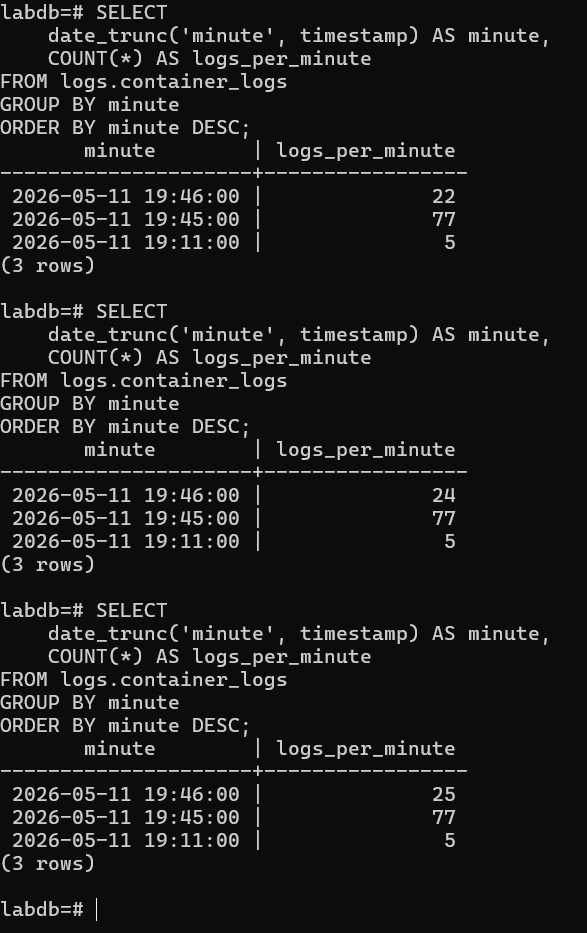 labdb=# SELECT
    date_trunc('minute', timestamp) AS minute,
    COUNT(*) AS logs_per_minute
FROM logs.container_logs
GROUP BY minute
ORDER BY minute DESC;
       minute        | logs_per_minute
---------------------+-----------------
 2026-05-11 19:46:00 |              22
 2026-05-11 19:45:00 |              77
 2026-05-11 19:11:00 |               5
(3 rows)

labdb=# SELECT
    date_trunc('minute', timestamp) AS minute,
    COUNT(*) AS logs_per_minute
FROM logs.container_logs
GROUP BY minute
ORDER BY minute DESC;
       minute        | logs_per_minute
---------------------+-----------------
 2026-05-11 19:46:00 |              24
 2026-05-11 19:45:00 |              77
 2026-05-11 19:11:00 |               5
(3 rows)

labdb=# SELECT
    date_trunc('minute', timestamp) AS minute,
    COUNT(*) AS logs_per_minute
FROM logs.container_logs
GROUP BY minute
ORDER BY minute DESC;
       minute        | logs_per_minute
---------------------+-----------------
 2026-05-11 19:46:00 |              25
 2026-05-11 19:45:00 |              77
 2026-05-11 19:11:00 |               5
(3 rows)

labdb=#